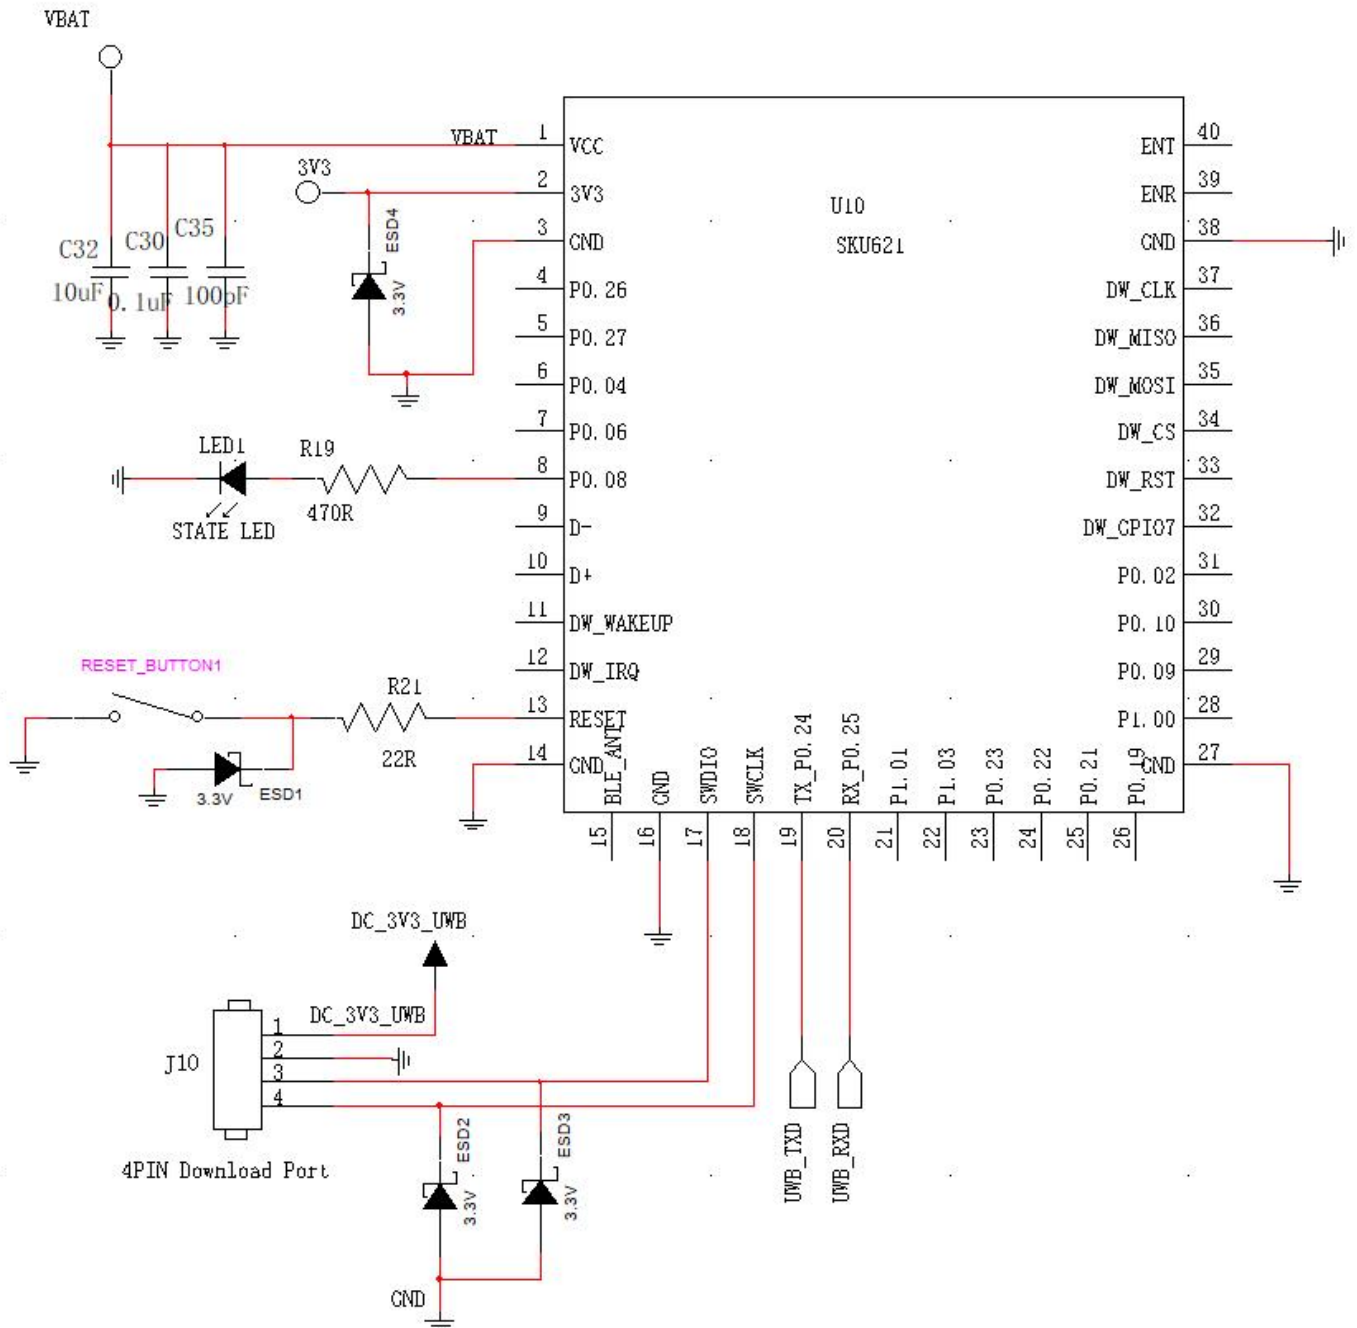 VBAT
VBAT
1
VCC
3V3
2
3V3
3
GND
ESD4
3.3V
C32
10uF
C30
0.1uF
C35
100pF
4
P0.26
5
P0.27
6
P0.04
7
P0.06
LED1
STATE LED
R19
470R
8
P0.08
9
D-
10
D+
11
DW_WAKEUP
12
DW_IRQ
RESET_BUTTON1
R21
22R
13
RESET
3.3V
ESD1
14
GND
U10
SKU621
ENT
40
ENR
39
GND
38
DW_CLK
37
DW_MISO
36
DW_MOSI
35
DW_CS
34
DW_RST
33
DW_GPIO7
32
P0.02
31
P0.10
30
P0.09
29
P1.00
28
GND
27
BLE_ANT
15
GND
16
SWDIO
17
SWCLK
18
TX_P0.24
19
RX_P0.25
20
P1.01
21
P1.03
22
P0.23
23
P0.22
24
P0.21
25
P0.19
26
DC_3V3_UWB
DC_3V3_UWB
J10
1
2
3
4
4PIN Download Port
ESD2
3.3V
ESD3
3.3V
GND
UWB_TXD
UWB_RXD